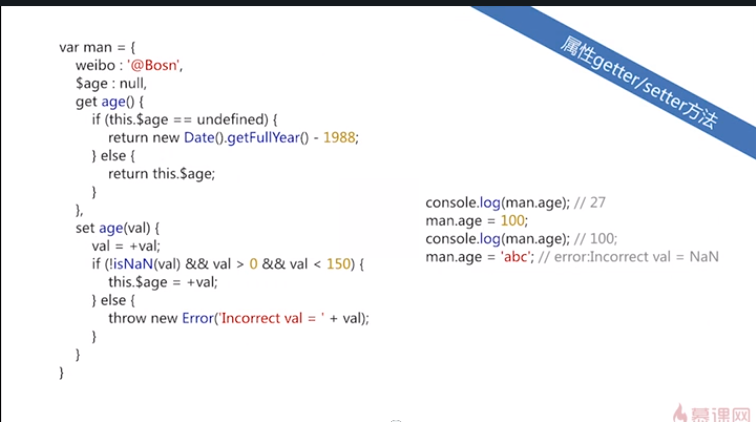 属性getter/setter方法
var man = {
weibo : '@Bosn',
$age : null,
get age() {
if (this.$age == undefined) {
return new Date().getFullYear() - 1988;
} else {
return this.$age;
}
},
set age(val) {
val = +val;
if (!isNaN(val) && val > 0 && val < 150) {
this.$age = +val;
} else {
throw new Error('Incorrect val = ' + val);
}
}
}
console.log(man.age); // 27
man.age = 100;
console.log(man.age); // 100;
man.age = 'abc'; // error:Incorrect val = NaN
慕课网